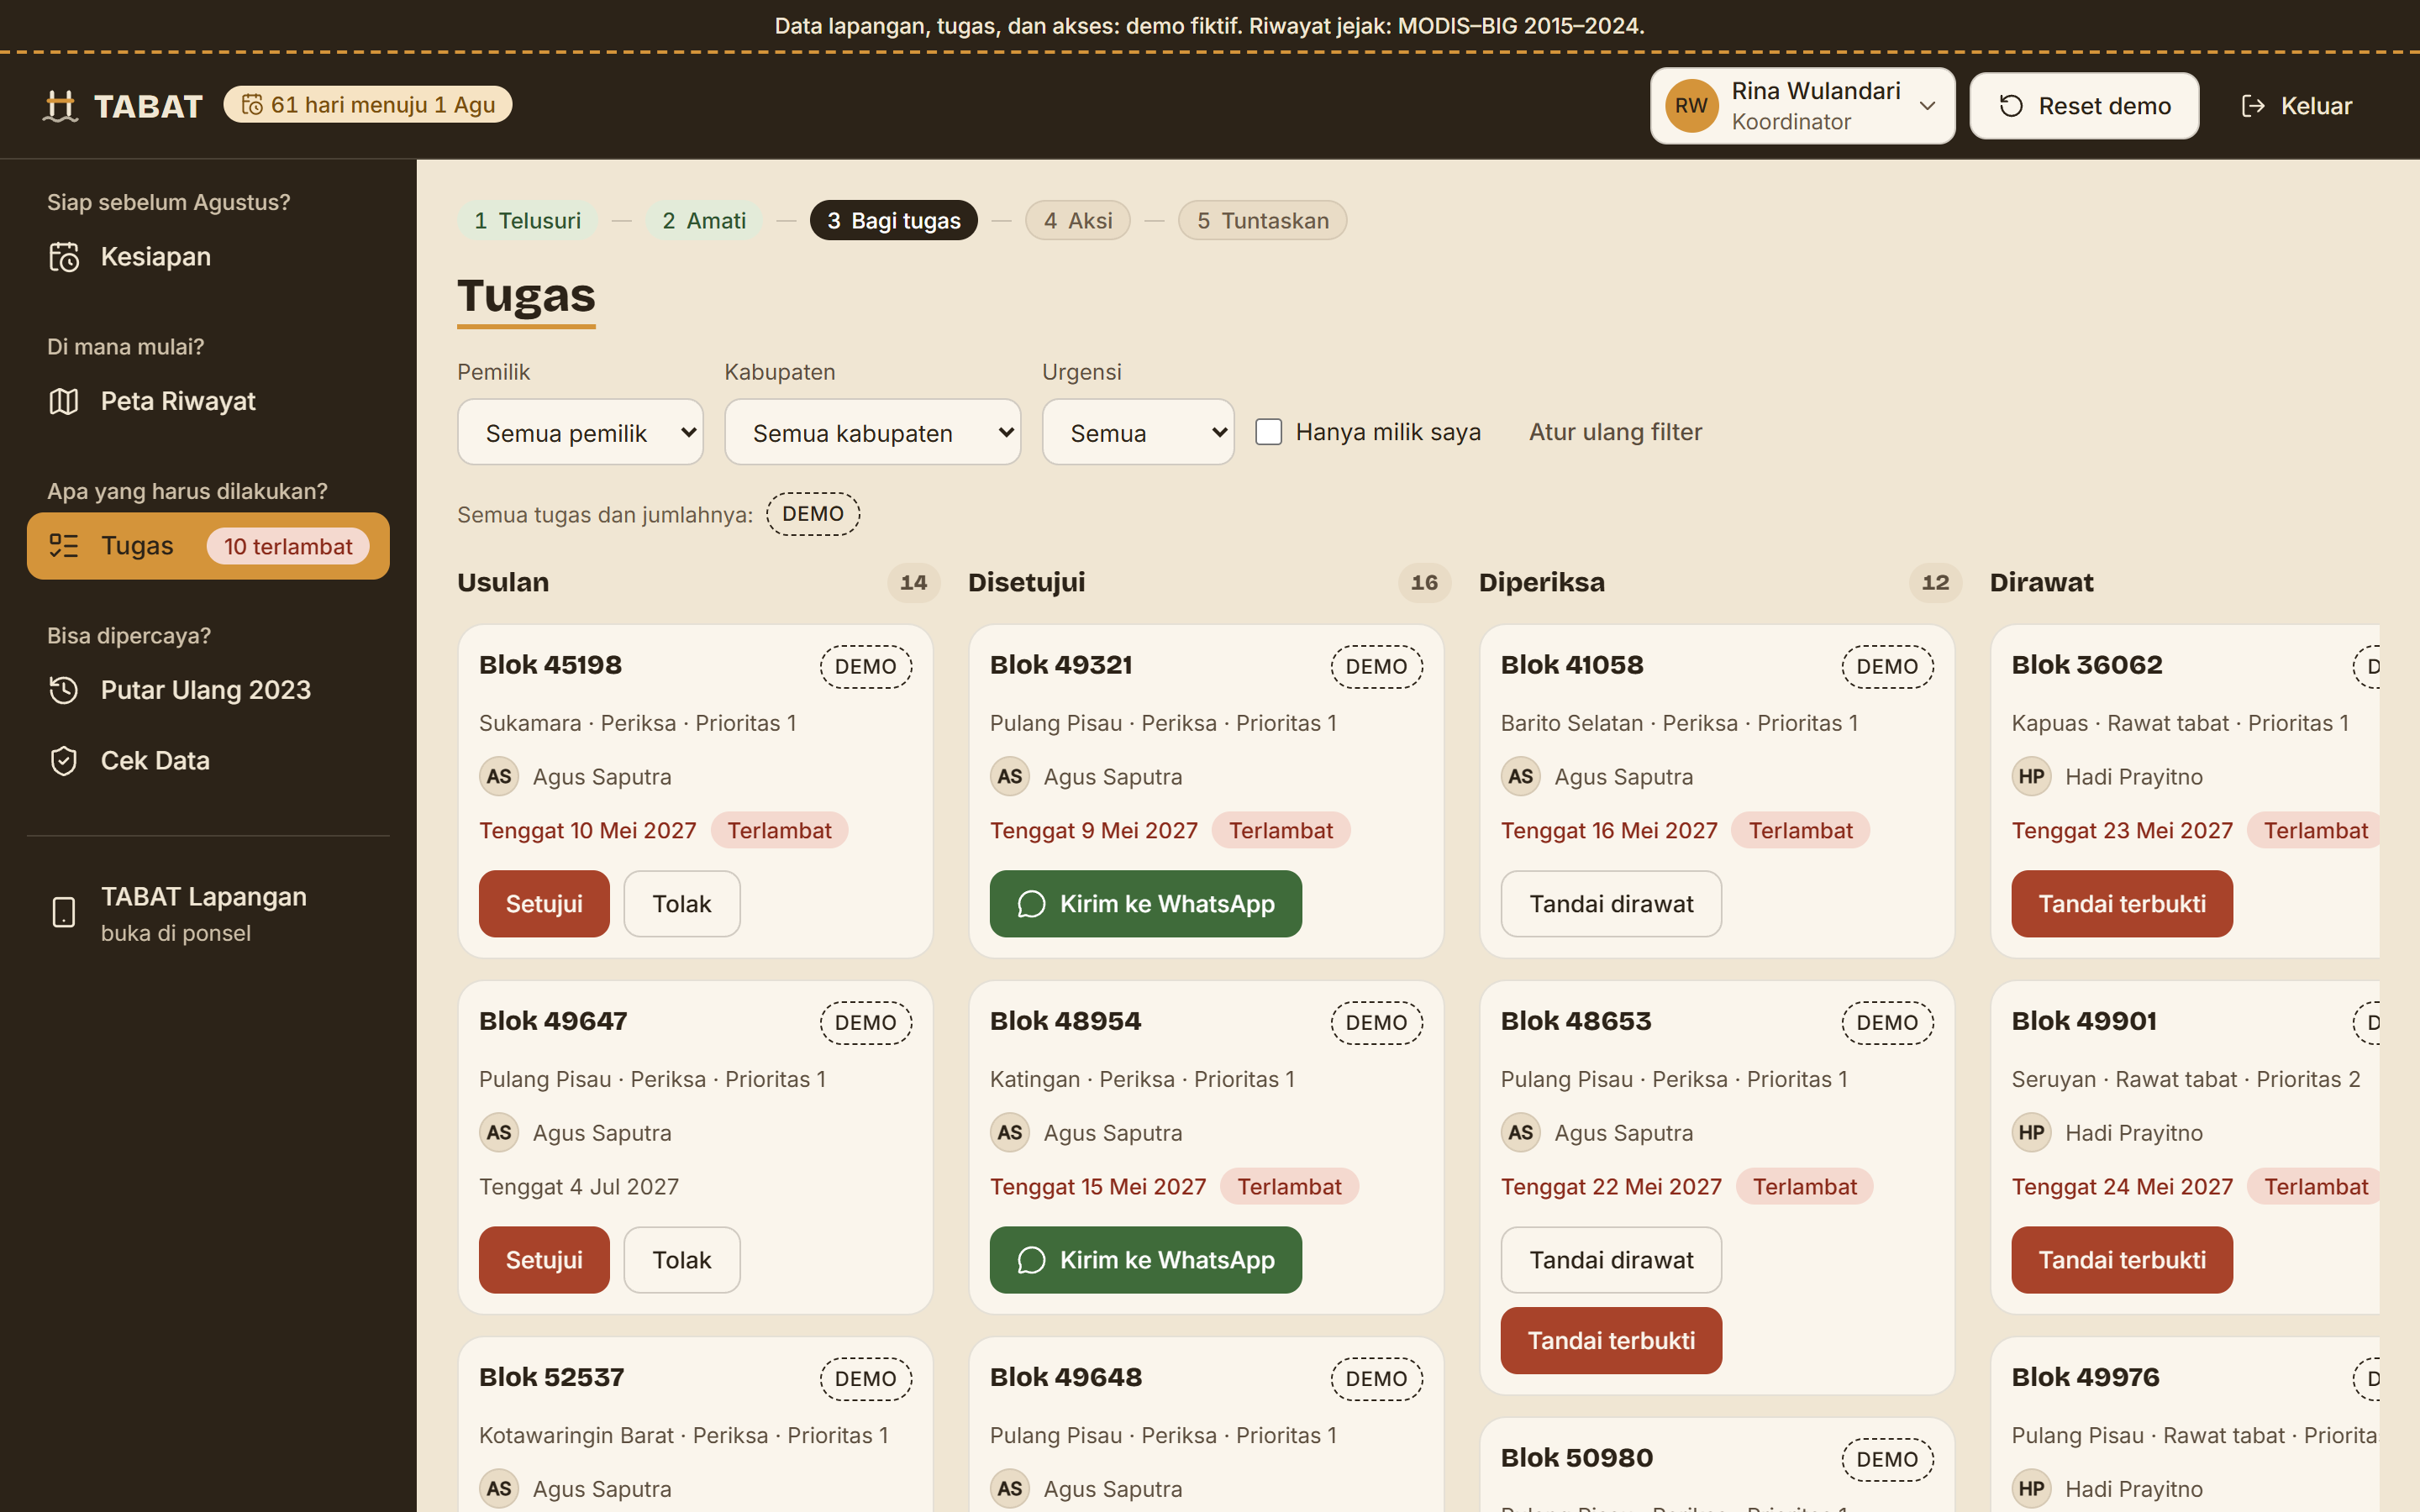 Data lapangan, tugas, dan akses: demo fiktif. Riwayat jejak: MODIS–BIG 2015–2024.
TABAT
61 hari menuju 1 Agu
RW
Rina Wulandari
Koordinator
Reset demo
Keluar
Siap sebelum Agustus?
Kesiapan
Di mana mulai?
Peta Riwayat
Apa yang harus dilakukan?
Tugas
10 terlambat
Bisa dipercaya?
Putar Ulang 2023
Cek Data
TABAT Lapangan
buka di ponsel
1 Telusuri
2 Amati
3 Bagi tugas
4 Aksi
5 Tuntaskan
Tugas
Pemilik
Kabupaten
Urgensi
Semua pemilik
Semua kabupaten
Semua
Hanya milik saya
Atur ulang filter
Semua tugas dan jumlahnya:
DEMO
Usulan
14
Blok 45198
DEMO
Sukamara · Periksa · Prioritas 1
AS
Agus Saputra
Tenggat 10 Mei 2027
Terlambat
Setujui
Tolak
Blok 49647
DEMO
Pulang Pisau · Periksa · Prioritas 1
AS
Agus Saputra
Tenggat 4 Jul 2027
Setujui
Tolak
Blok 52537
DEMO
Kotawaringin Barat · Periksa · Prioritas 1
AS
Agus Saputra
Disetujui
16
Blok 49321
DEMO
Pulang Pisau · Periksa · Prioritas 1
AS
Agus Saputra
Tenggat 9 Mei 2027
Terlambat
Kirim ke WhatsApp
Blok 48954
DEMO
Katingan · Periksa · Prioritas 1
AS
Agus Saputra
Tenggat 15 Mei 2027
Terlambat
Kirim ke WhatsApp
Blok 49648
DEMO
Pulang Pisau · Periksa · Prioritas 1
AS
Agus Saputra
Diperiksa
12
Blok 41058
DEMO
Barito Selatan · Periksa · Prioritas 1
AS
Agus Saputra
Tenggat 16 Mei 2027
Terlambat
Tandai dirawat
Blok 48653
DEMO
Pulang Pisau · Periksa · Prioritas 1
AS
Agus Saputra
Tenggat 22 Mei 2027
Terlambat
Tandai dirawat
Tandai terbukti
Blok 50980
DEMO
Dirawat
Blok 36062
D
Kapuas · Rawat tabat · Prioritas 1
HP
Hadi Prayitno
Tenggat 23 Mei 2027
Terlambat
Tandai terbukti
Blok 49901
D
Seruyan · Rawat tabat · Prioritas 2
HP
Hadi Prayitno
Tenggat 24 Mei 2027
Terlambat
Tandai terbukti
Blok 49976
D
Pulang Pisau · Rawat tabat · Priorita
HP
Hadi Prayitno